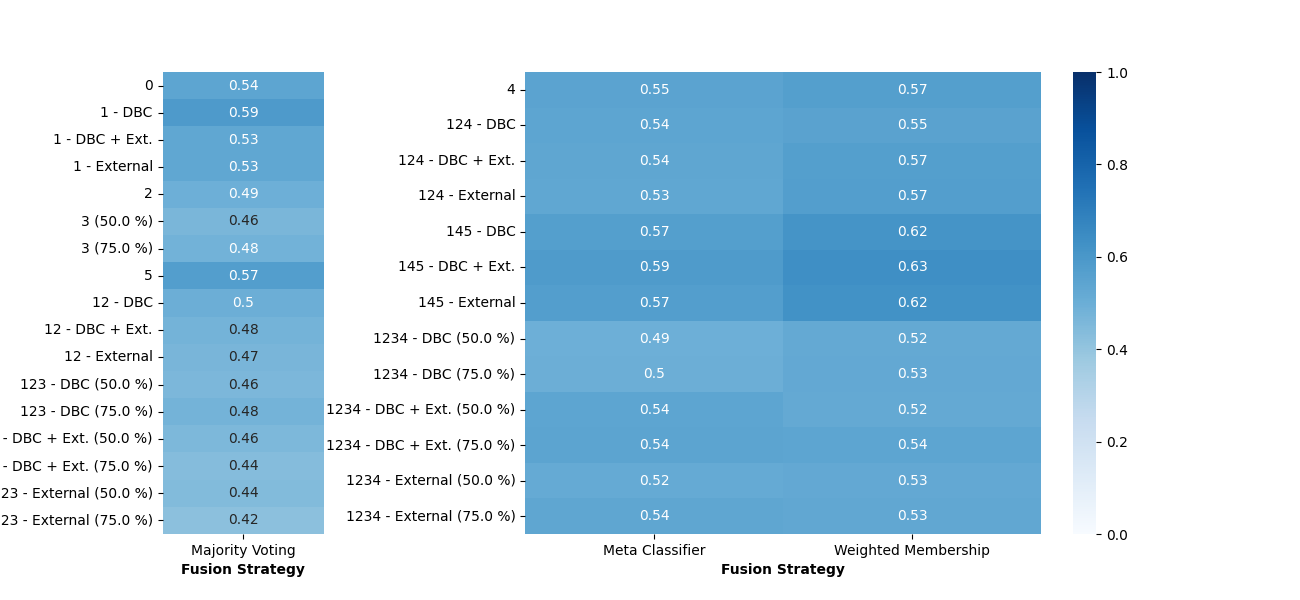 0 0.54
1 - DBC 0.59
1 - DBC + Ext. 0.53
1 - External 0.53
2 0.49
3 (50.0 %) 0.46
3 (75.0 %) 0.48
5 0.57
12 - DBC 0.5
12 - DBC + Ext. 0.48
12 - External 0.47
123 - DBC (50.0 %) 0.46
123 - DBC (75.0 %) 0.48
- DBC + Ext. (50.0 %) 0.46
- DBC + Ext. (75.0 %) 0.44
23 - External (50.0 %) 0.44
23 - External (75.0 %) 0.42
Majority Voting
Fusion Strategy
4 0.55 0.57
124 - DBC 0.54 0.55
124 - DBC + Ext. 0.54 0.57
124 - External 0.53 0.57
145 - DBC 0.57 0.62
145 - DBC + Ext. 0.59 0.63
145 - External 0.57 0.62
1234 - DBC (50.0 %) 0.49 0.52
1234 - DBC (75.0 %) 0.5 0.53
1234 - DBC + Ext. (50.0 %) 0.54 0.52
1234 - DBC + Ext. (75.0 %) 0.54 0.54
1234 - External (50.0 %) 0.52 0.53
1234 - External (75.0 %) 0.54 0.53
Meta Classifier Weighted Membership
Fusion Strategy
1.0
0.8
0.6
0.4
0.2
0.0